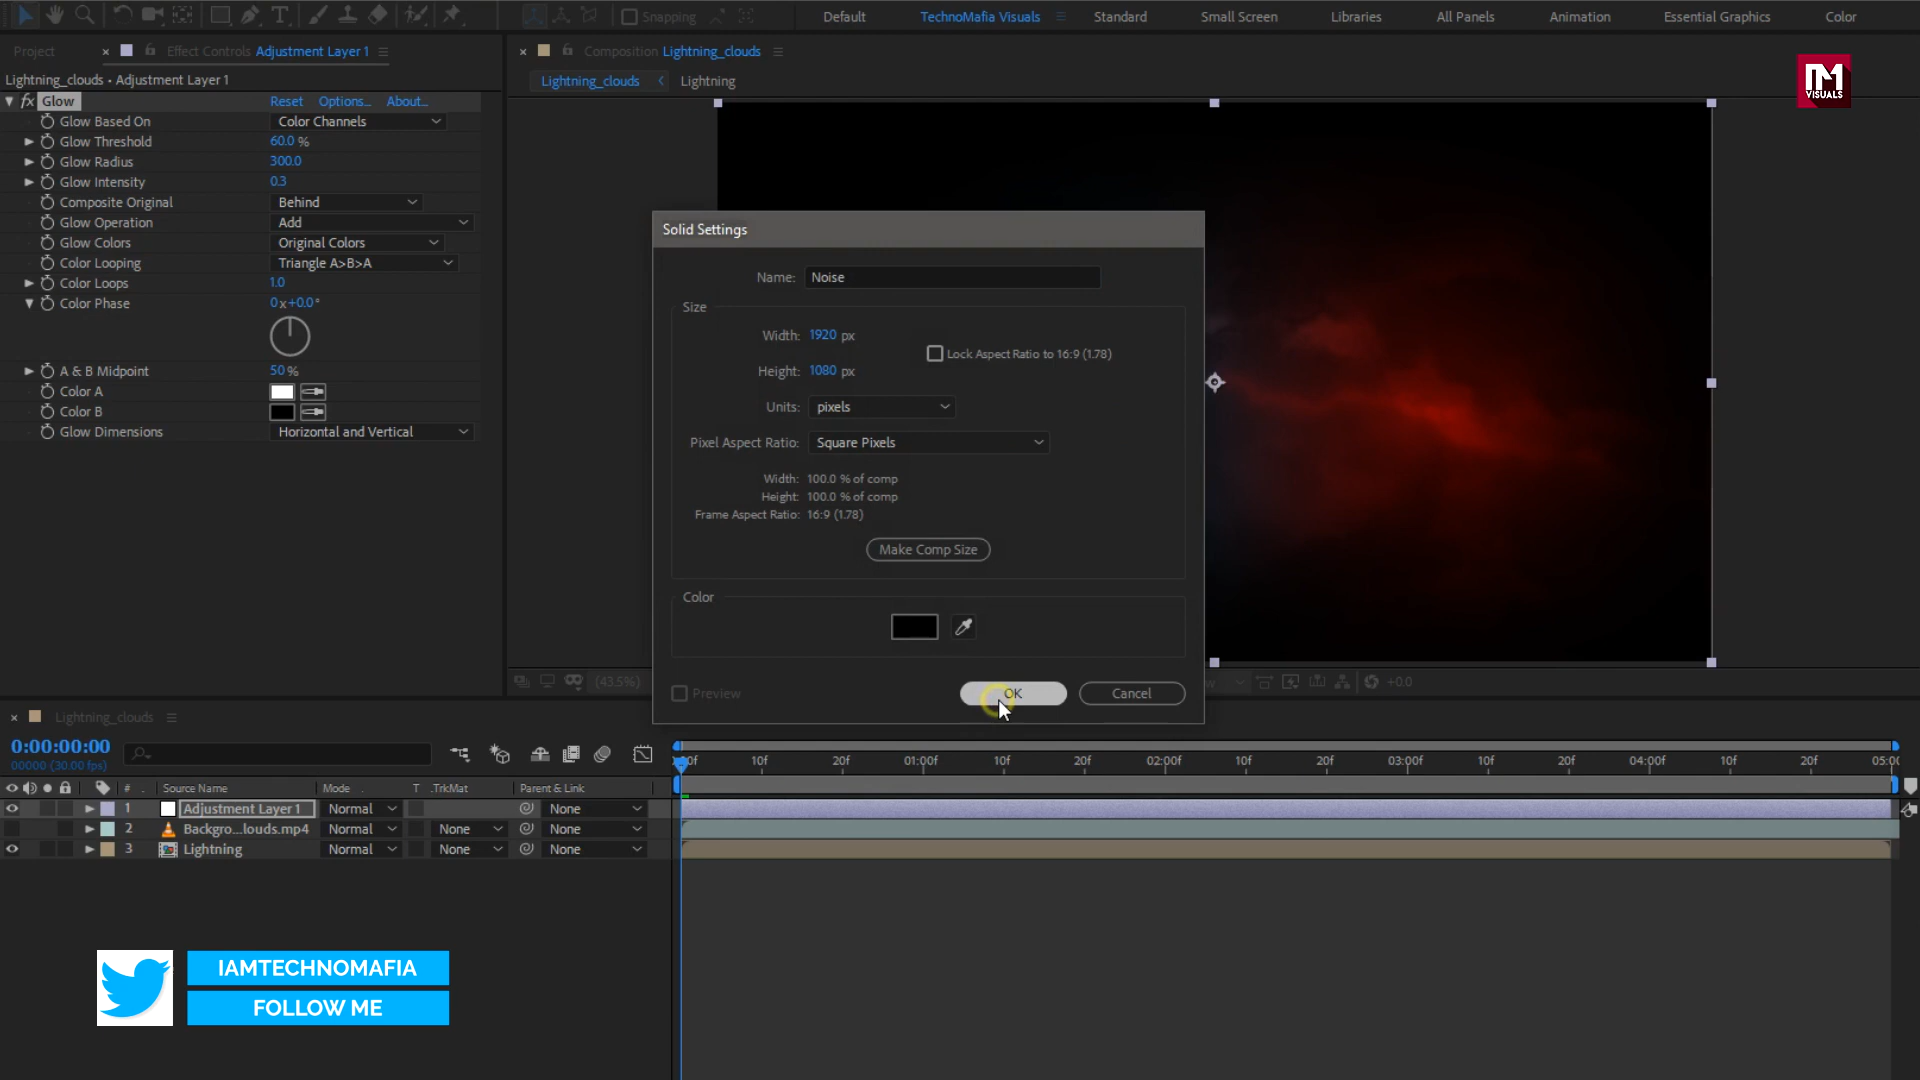 Snapping
Default
TechnoMafia Visuals
Standard
Small Screen
Libraries
All Panels
Animation
Essential Graphics
Color
Project
Effect Controls Adjustment Layer 1
Composition Lightning_clouds
Lightning_clouds • Adjustment Layer 1
Lightning_clouds
Lightning
VISUALS
fx Glow
Reset
Options...
About...
Glow Based On
Color Channels
Glow Threshold
60.0 %
Glow Radius
300.0
Glow Intensity
0.3
Composite Original
Behind
Glow Operation
Add
Glow Colors
Original Colors
Color Looping
Triangle A>B>A
Color Loops
1.0
Color Phase
0 x +0.0 °
A & B Midpoint
50 %
Color A
Color B
Glow Dimensions
Horizontal and Vertical
Solid Settings
Name: Noise
Size
Width: 1920 px
Lock Aspect Ratio to 16:9 (1.78)
Height: 1080 px
Units: pixels
Pixel Aspect Ratio: Square Pixels
Width: 100.0 % of comp
Height: 100.0 % of comp
Frame Aspect Ratio: 16:9 (1.78)
Make Comp Size
Color
Preview
OK
Cancel
(43.5%)
+0.0
Lightning_clouds
0:00:00:00
00000 (30.00 fps)
10f
20f
01:00f
10f
20f
02:00f
10f
20f
03:00f
10f
20f
04:00f
10f
20f
# Source Name
Mode
T .TrkMat
Parent & Link
1 Adjustment Layer 1
Normal
None
2 Backgro...louds.mp4
Normal
None
None
3 Lightning
Normal
None
None
IAMTECHNOMAFIA
FOLLOW ME